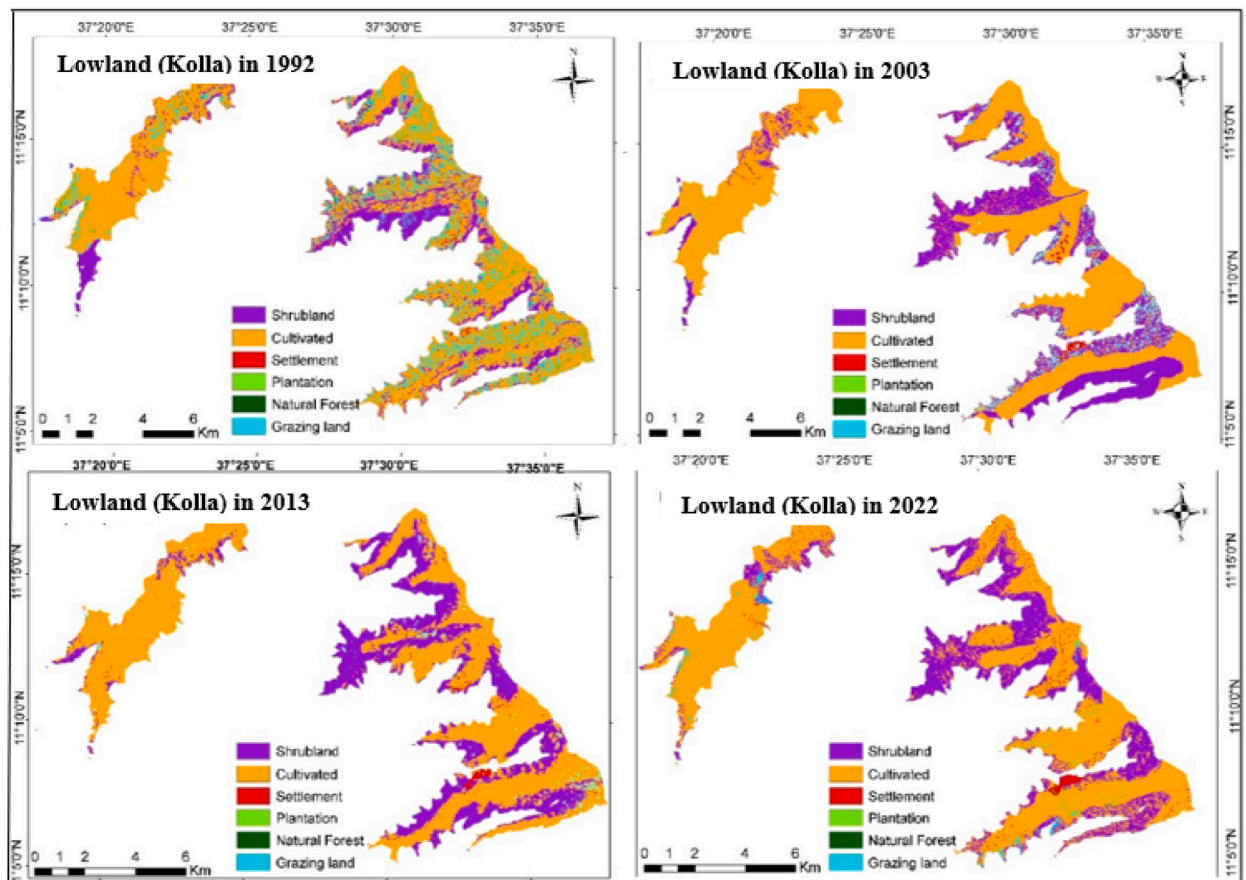 37°20'0"E 37°25'0"E 37°30'0"E 37°35'0"E
Lowland (Kolla) in 1992
N
11°15'0"N
11°10'0"N
11°5'0"N
Shrubland
Cultivated
Settlement
Plantation
Natural Forest
Grazing land
0 1 2 4 6
Km
37°20'0"E 37°25'0"E 37°30'0"E 37°35'0"E
Lowland (Kolla) in 2003
N
W
S
11°15'0"N
11°10'0"N
11°5'0"N
Shrubland
Cultivated
Settlement
Plantation
Natural Forest
Grazing land
0 1 2 4 6
Km
37°20'0"E 37°25'0"E 37°30'0"E 37°35'0"E
Lowland (Kolla) in 2013
N
11°15'0"N
11°10'0"N
11°5'0"N
Shrubland
Cultivated
Settlement
Plantation
Natural Forest
Grazing land
0 1 2 4 6
Km
37°20'0"E 37°25'0"E 37°30'0"E 37°35'0"E
Lowland (Kolla) in 2022
N
W
S
11°15'0"N
11°10'0"N
11°5'0"N
Shrubland
Cultivated
Settlement
Plantation
Natural Forest
Grazing land
0 1 2 4 6
Km